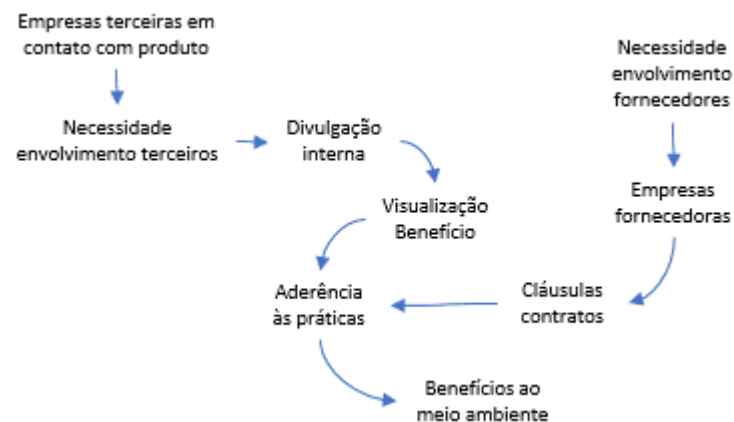 Empresas terceiras em
contato com produto
Necessidade
envolvimento
fornecedores
Necessidade
envolvimento terceiros
Divulgação
interna
Empresas
fornecedoras
Visualização
Benefício
Aderência
às práticas
Cláusulas
contratos
Benefícios ao
meio ambiente